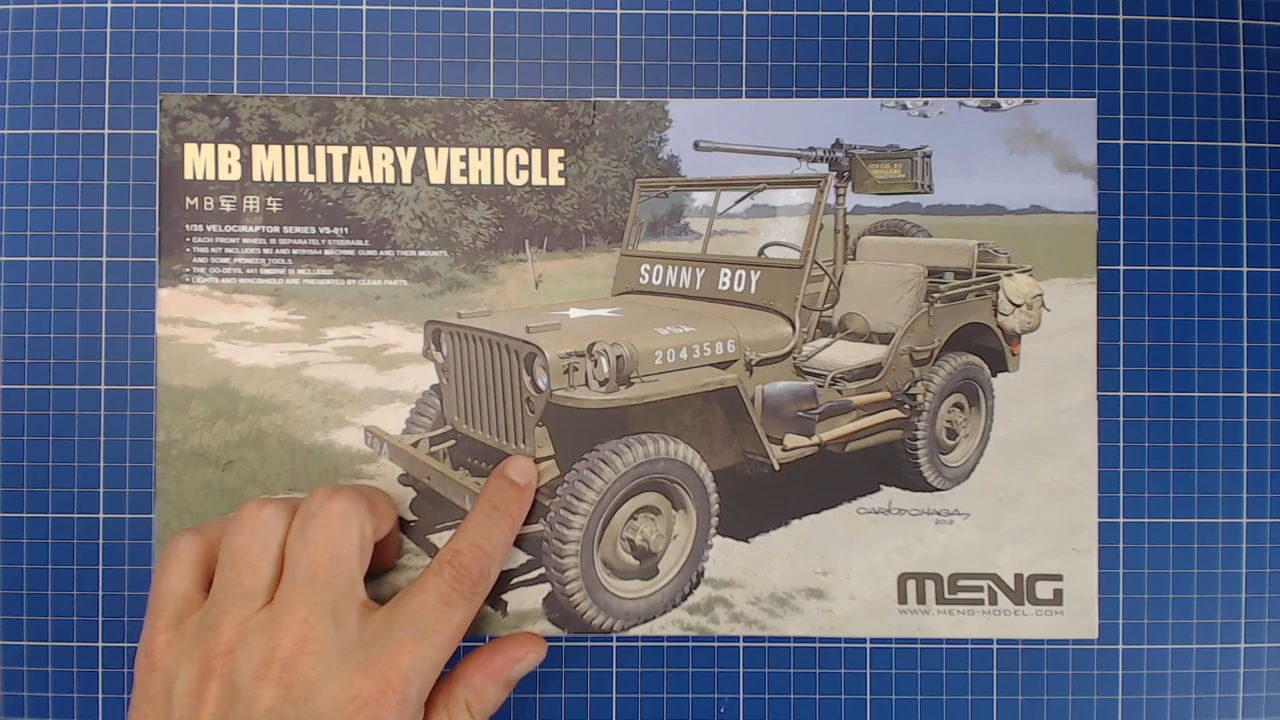 MB MILITARY VEHICLE
MB军用车
1/35 VELOCIRAPTOR SERIES VS-011
• EACH FRONT WHEEL IS SEPARATELY STEERABLE.
• THIS KIT INCLUDES M2 AND M1919A4 MACHINE GUNS AND THEIR MOUNTS,
AND SOME PIONEER TOOLS.
• THE GO-DEVIL 441 ENGINE IS INCLUDED.
• LIGHTS AND WINDSHIELD ARE PRESENTED BY CLEAR PARTS.
SONNY BOY
USA
2043586
2018
MENG
WWW.MENG-MODEL.COM